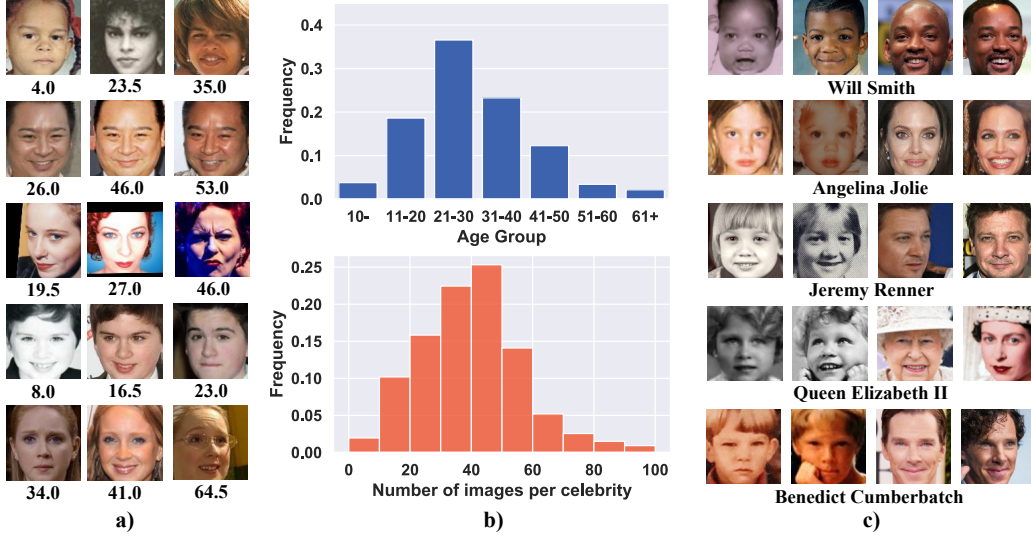 4.0 23.5 35.0
26.0 46.0 53.0
19.5 27.0 46.0
8.0 16.5 23.0
34.0 41.0 64.5
a)
Frequency
0.4
0.3
0.2
0.1
0.0
10- 11-20 21-30 31-40 41-50 51-60 61+
Age Group
Frequency
0.25
0.20
0.15
0.10
0.05
0.00
0 20 40 60 80 100
Number of images per celebrity
b)
Will Smith
Angelina Jolie
Jeremy Renner
Queen Elizabeth II
Benedict Cumberbatch
c)